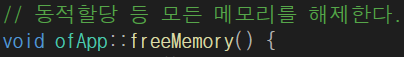 // 동적할당 등 모든 메모리를 해제한다.
void ofApp::freeMemory() {